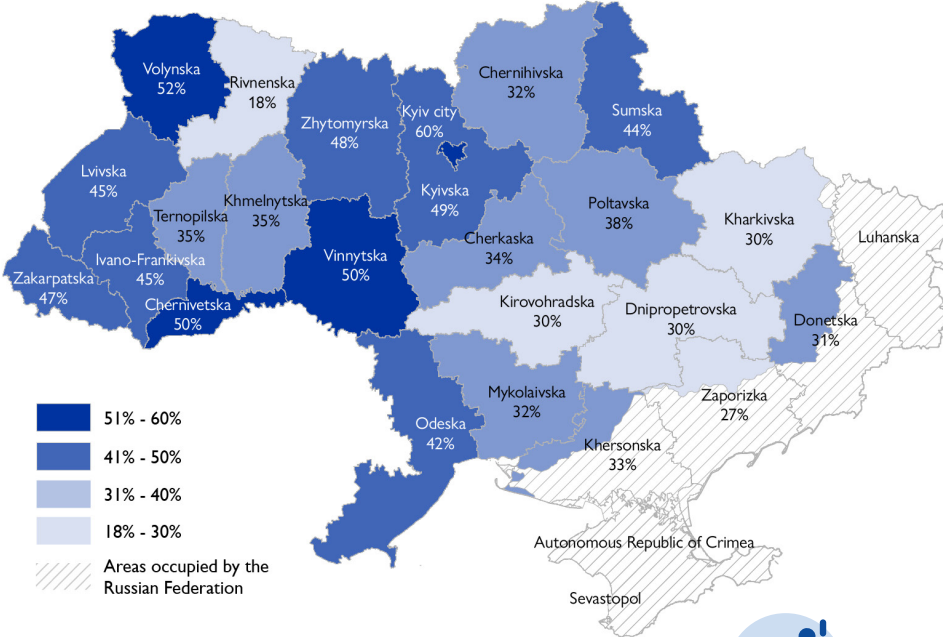 Volynska
52%
Rivnenska
18%
Zhytomyrska
48%
Kyiv city
60%
Chernihivska
32%
Sumska
44%
Lvivska
45%
Ternopilska
35%
Khmelnytska
35%
Kyivska
49%
Poltavska
38%
Kharkivska
30%
Luhanska
Zakarpatska
47%
Ivano-Frankivska
45%
Chernivetska
50%
Vinnytska
50%
Cherkaska
34%
Kirovohradska
30%
Dnipropetrovska
30%
Donetska
31%
Odeska
42%
Mykolaivska
32%
Khersonska
33%
Zaporizka
27%
Autonomous Republic of Crimea
Sevastopol
51% - 60%
41% - 50%
31% - 40%
18% - 30%
Areas occupied by the
Russian Federation